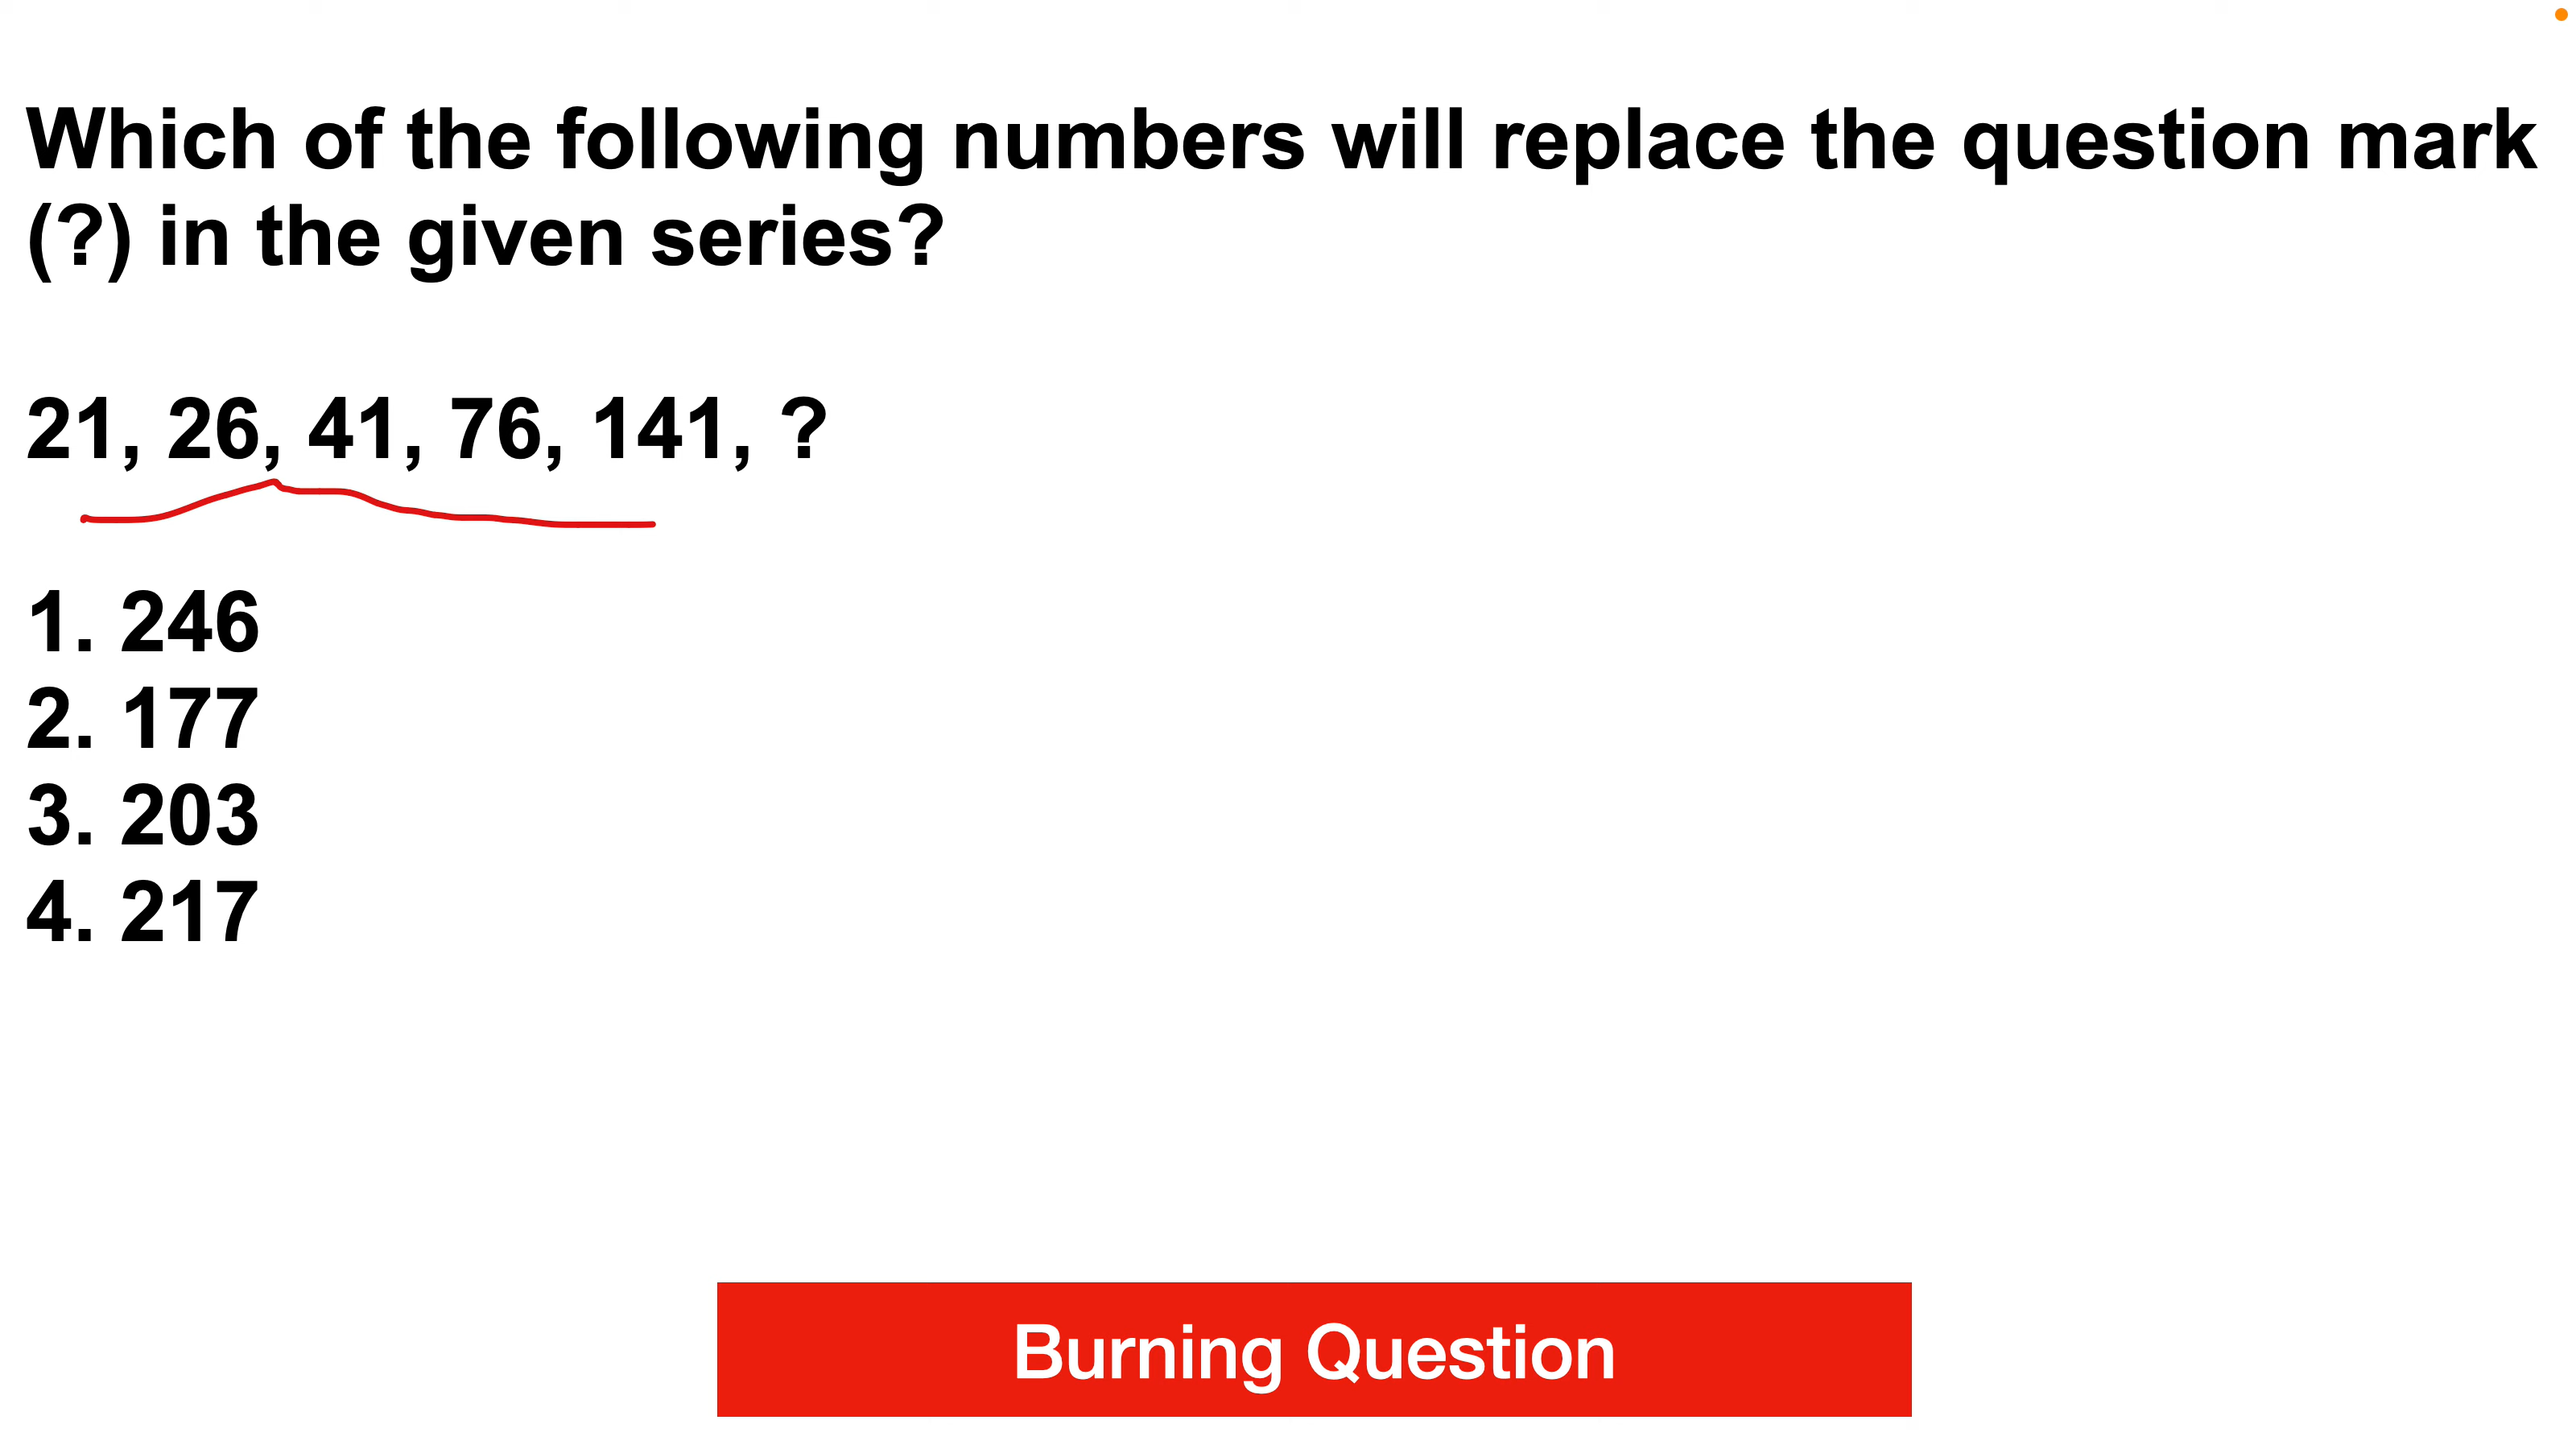 Which of the following numbers will replace the question mark
(?) in the given series?
21, 26, 41, 76, 141, ?
1. 246
2. 177
3. 203
4. 217
Burning Question